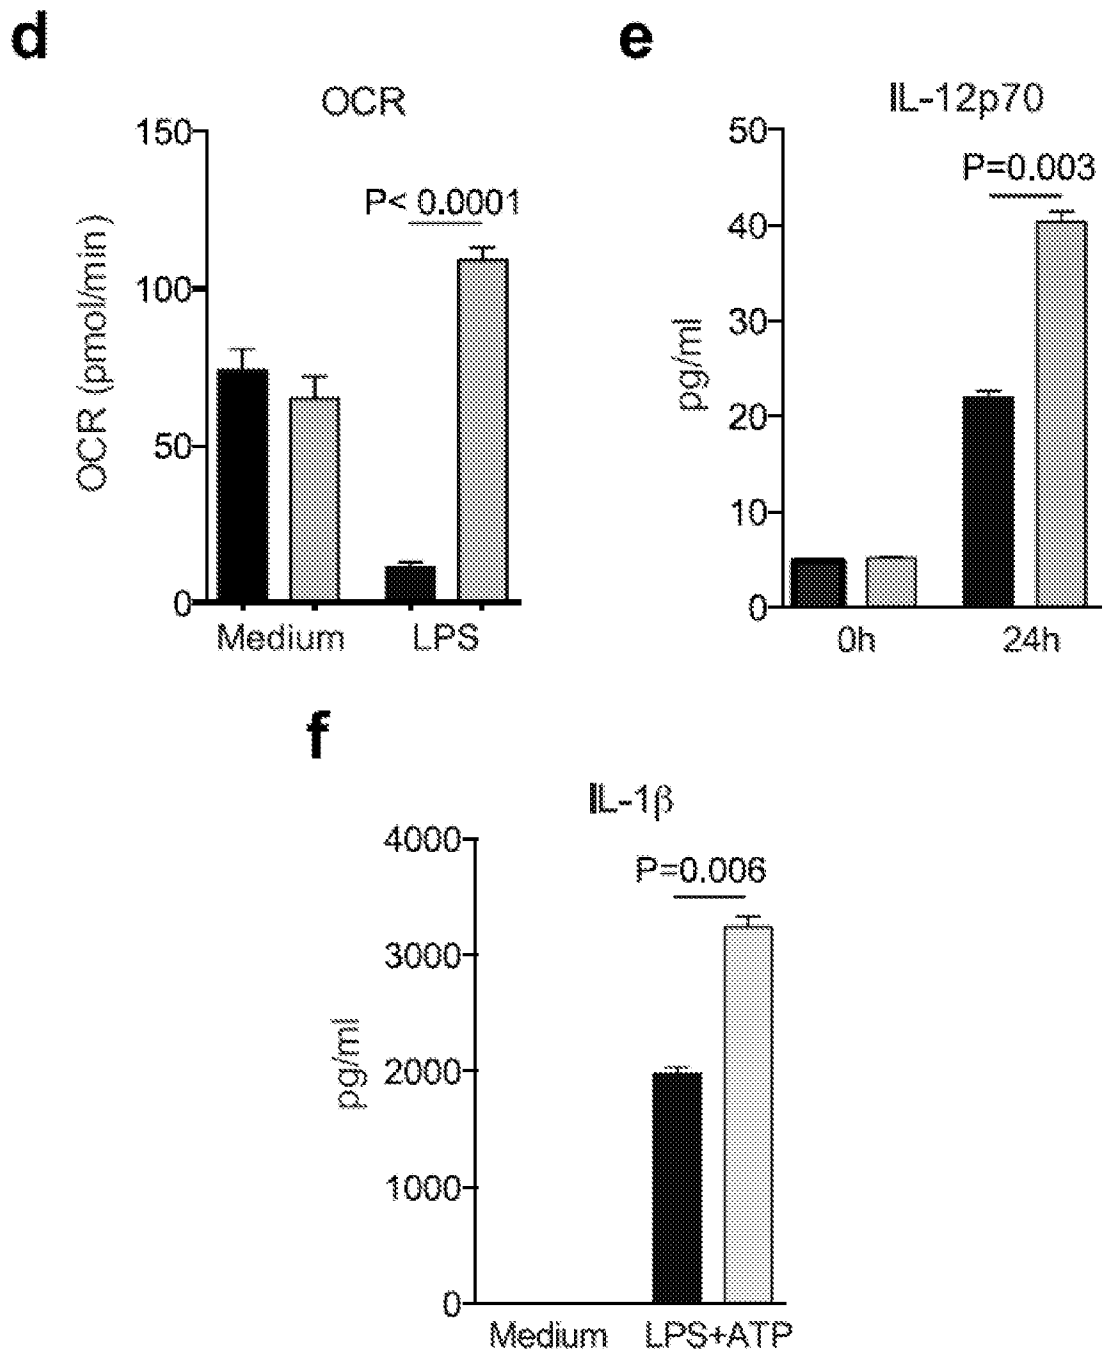 d
OCR
150
P< 0.0001
100
50
0
OCR (pmol/min)
Medium LPS
e
IL-12p70
50
P=0.003
40
30
20
10
0
pg/ml
0h 24h
f
IL-1β
4000
P=0.006
3000
2000
1000
0
pg/ml
Medium LPS+ATP